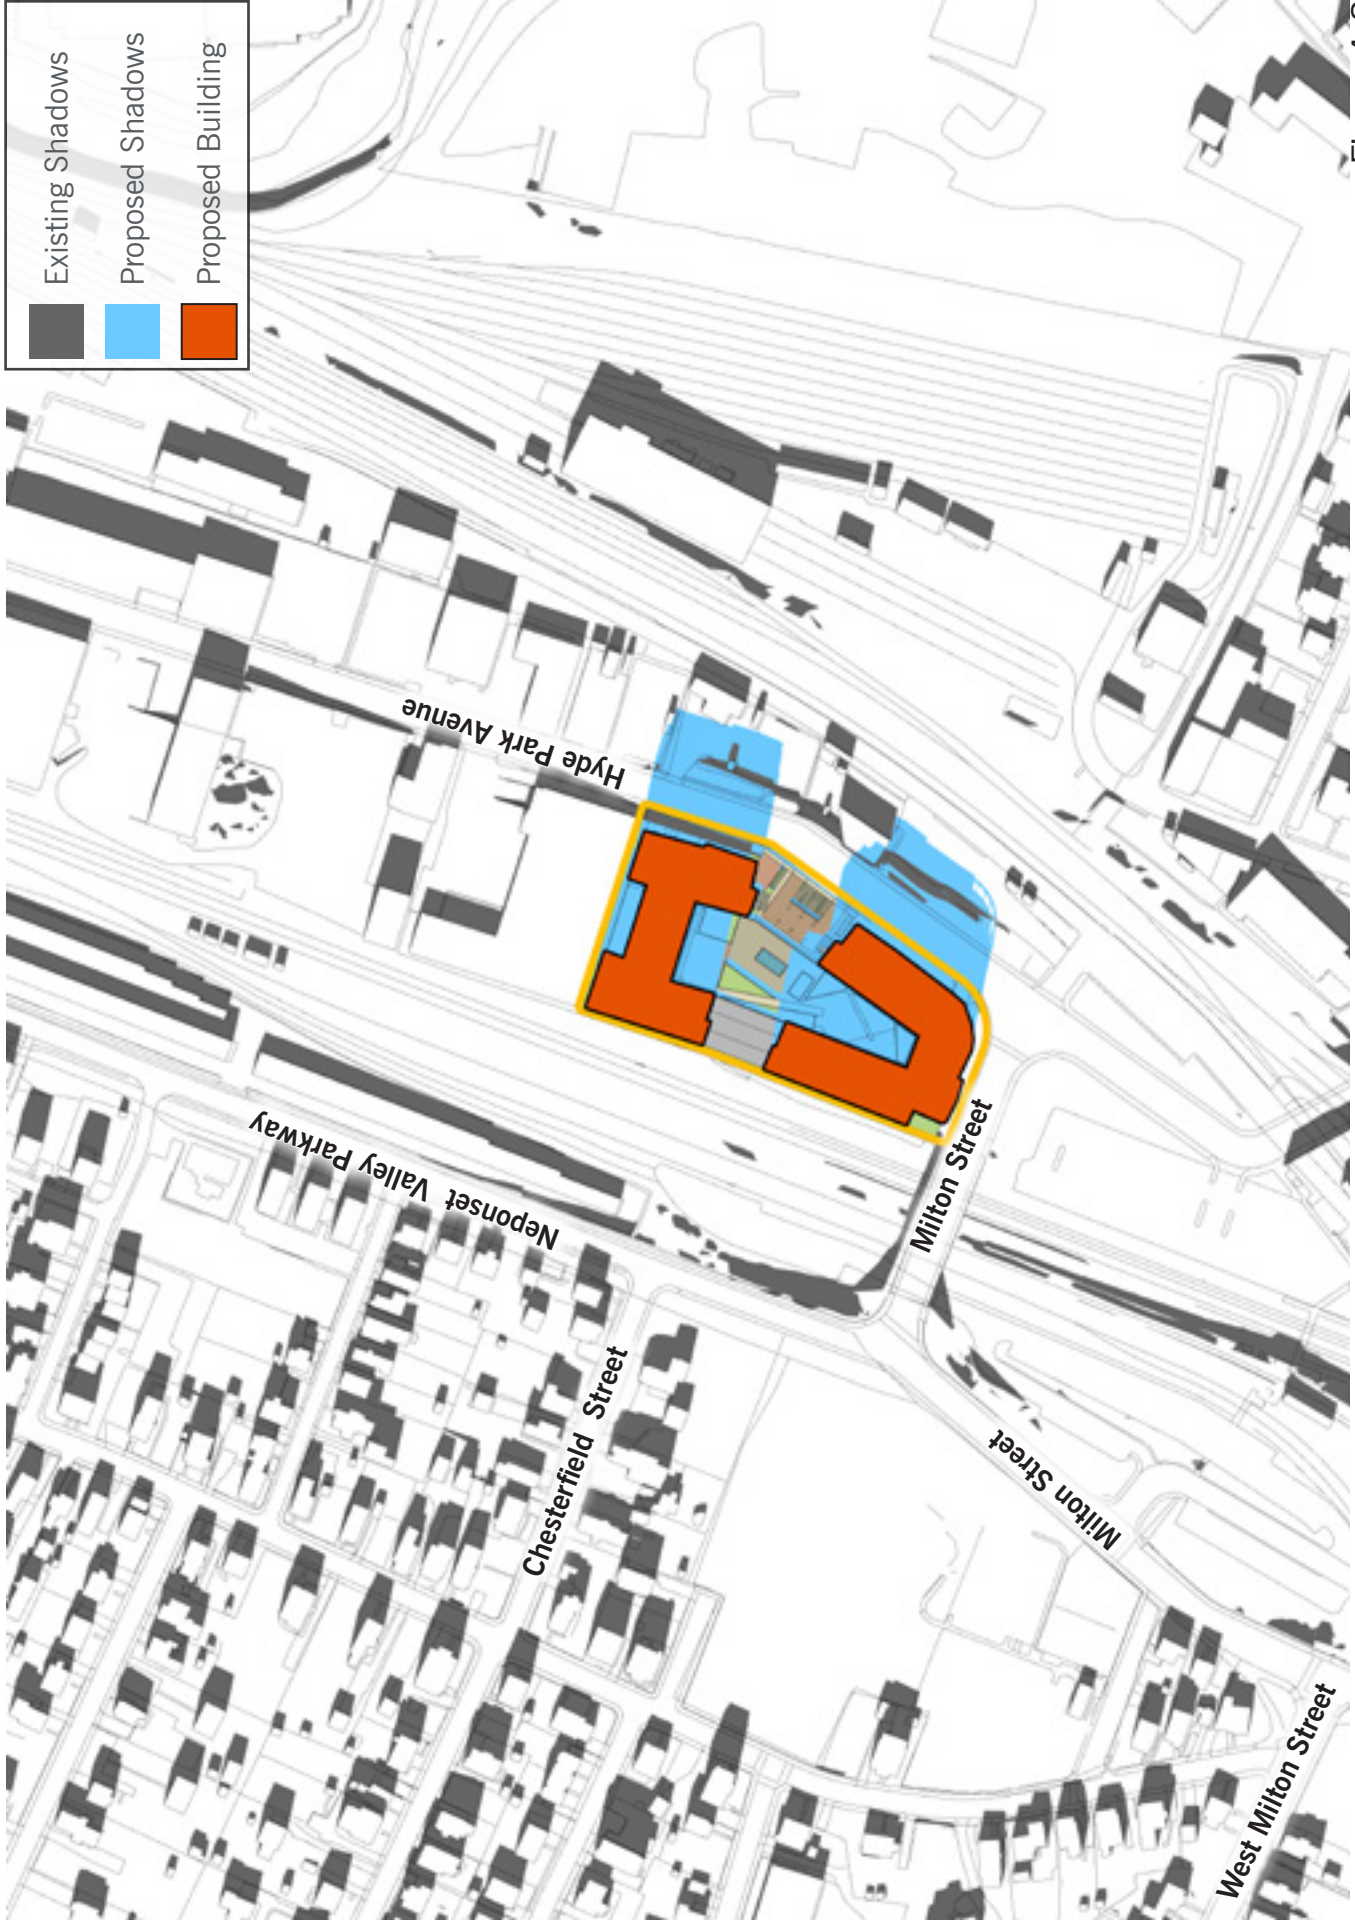 Existing Shadows
Proposed Shadows
Proposed Building
Hyde Park Avenue
Neponset Valley Parkway
Milton Street
Chesterfield Street
Milton Street
West Milton Street